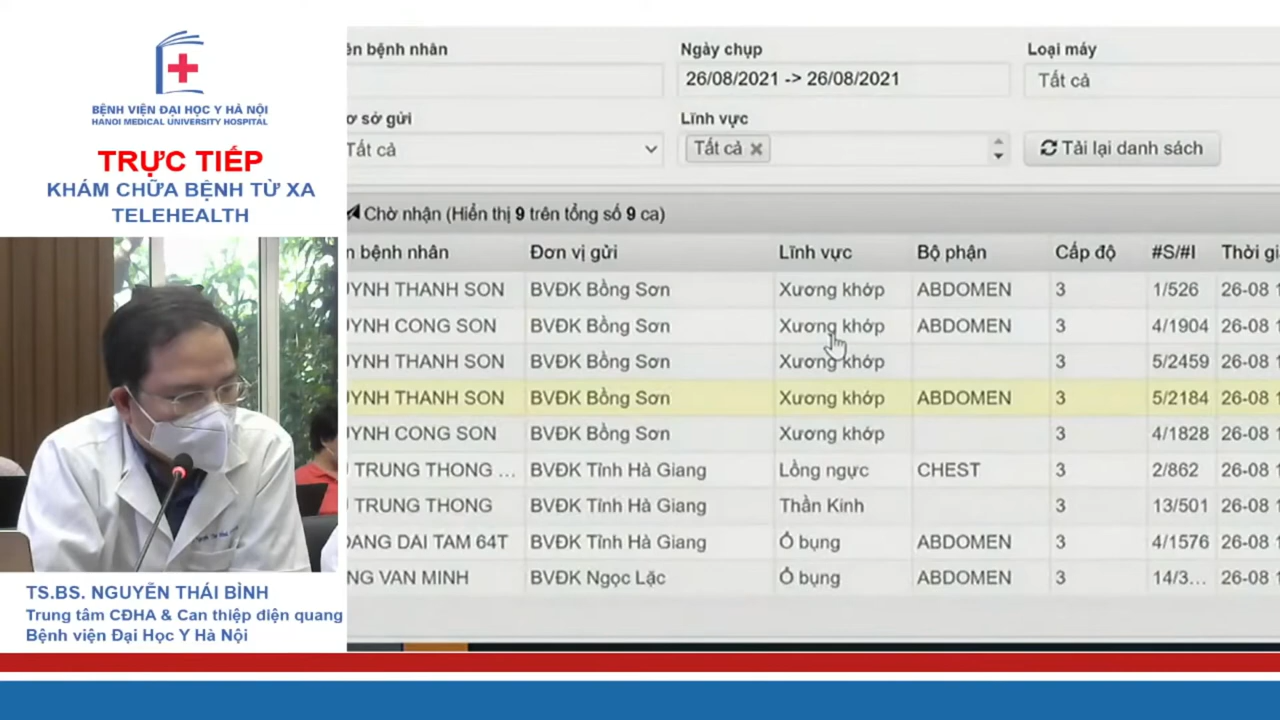 BỆNH VIỆN ĐẠI HỌC Y HÀ NỘI
HANOI MEDICAL UNIVERSITY HOSPITAL
TRỰC TIẾP
KHÁM CHỮA BỆNH TỪ XA
TELEHEALTH
TS.BS. NGUYỄN THÁI BÌNH
Trung tâm CĐHA & Can thiệp điện quang
Bệnh viện Đại Học Y Hà Nội
ên bệnh nhân Ngày chụp Loại máy
26/08/2021 -> 26/08/2021 Tất cả
ơ sở gửi Lĩnh vực
Tất cả Tất cả Tải lại danh sách
Chờ nhận (Hiển thị 9 trên tổng số 9 ca)
n bệnh nhân Đơn vị gửi Lĩnh vực Bộ phận Cấp độ #S/#I Thời gi
UYNH THANH SON BVĐK Bồng Sơn Xương khớp ABDOMEN 3 1/526 26-08 1
UYNH CONG SON BVĐK Bồng Sơn Xương khớp ABDOMEN 3 4/1904 26-08 1
UYNH THANH SON BVĐK Bồng Sơn Xương khớp 3 5/2459 26-08 1
UYNH THANH SON BVĐK Bồng Sơn Xương khớp ABDOMEN 3 5/2184 26-08 1
UYNH CONG SON BVĐK Bồng Sơn Xương khớp 3 4/1828 26-08 1
TRUNG THONG ... BVĐK Tỉnh Hà Giang Lồng ngực CHEST 3 2/862 26-08 1
TRUNG THONG BVĐK Tỉnh Hà Giang Thần Kinh 3 13/501 26-08 1
OANG DAI TAM 64T BVĐK Tỉnh Hà Giang Ổ bụng ABDOMEN 3 4/1576 26-08 1
NG VAN MINH BVĐK Ngọc Lặc Ổ bụng ABDOMEN 3 14/3... 26-08 1